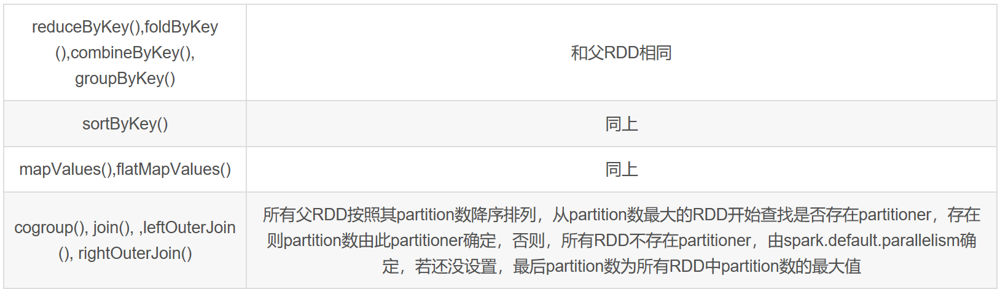 reduceByKey(),foldByKey
(),combineByKey(),
groupByKey()
和父RDD相同
sortByKey()
同上
mapValues(),flatMapValues()
同上
cogroup(), join(), ,leftOuterJoin
(), rightOuterJoin()
所有父RDD按照其partition数降序排列，从partition数最大的RDD开始查找是否存在partitioner，存在
则partition数由此partitioner确定，否则，所有RDD不存在partitioner，由spark.default.parallelism确
定，若还没设置，最后partition数为所有RDD中partition数的最大值